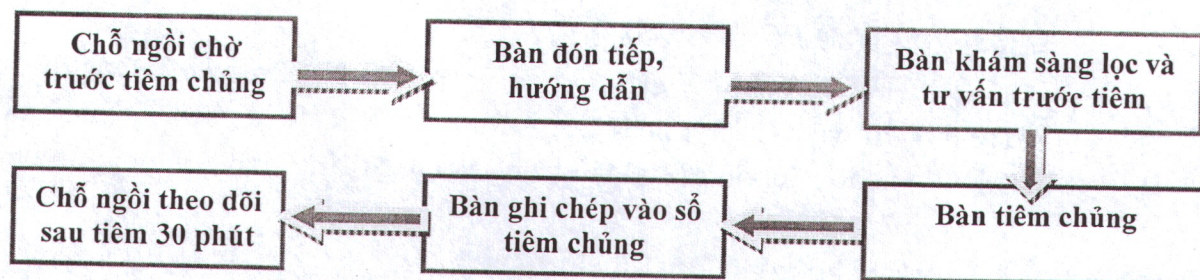 Chỗ ngồi chờ
trước tiêm chủng
Bàn đón tiếp,
hướng dẫn
Bàn khám sàng lọc và
tư vấn trước tiêm
Bàn tiêm chủng
Bàn ghi chép vào sổ
tiêm chủng
Chỗ ngồi theo dõi
sau tiêm 30 phút